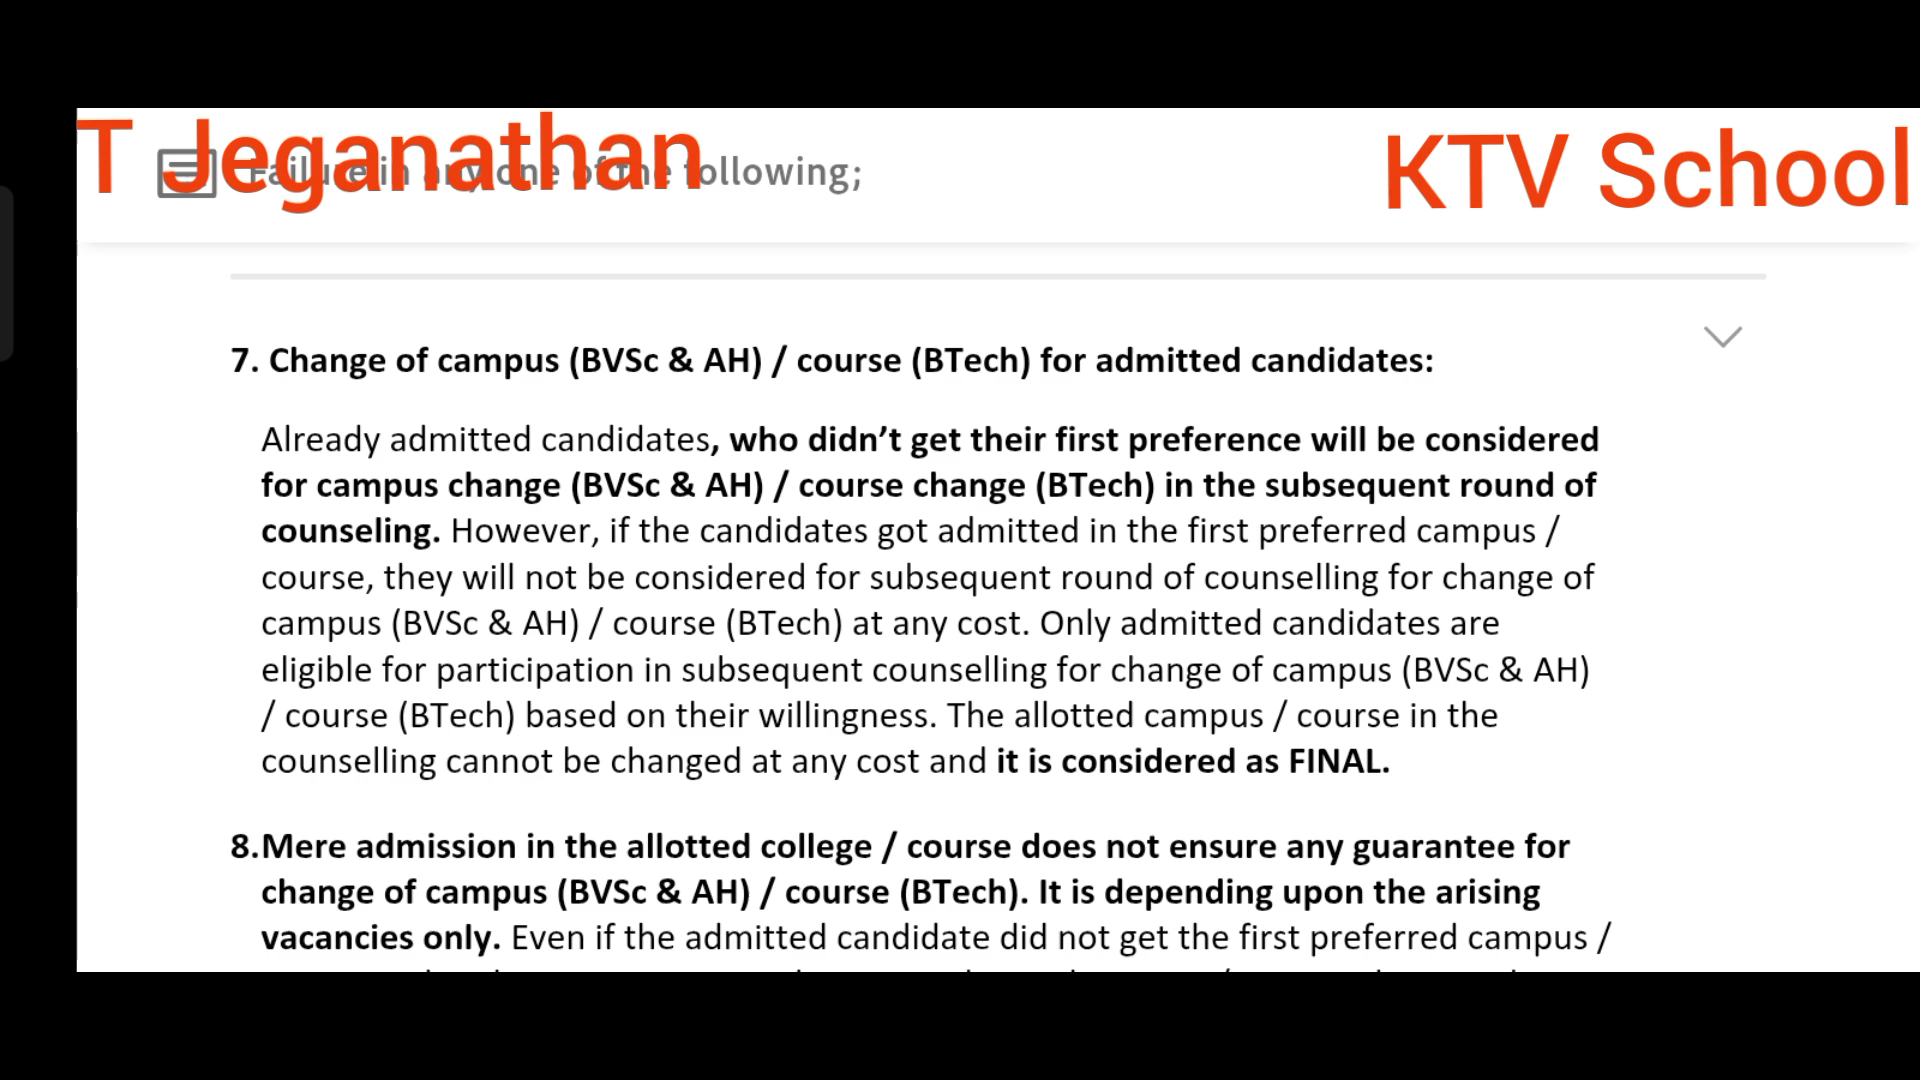 T Jeganathan
KTV School
Failure in any one of the following;
7. Change of campus (BVSc & AH) / course (BTech) for admitted candidates:
Already admitted candidates, who didn’t get their first preference will be considered
for campus change (BVSc & AH) / course change (BTech) in the subsequent round of
counseling. However, if the candidates got admitted in the first preferred campus /
course, they will not be considered for subsequent round of counselling for change of
campus (BVSc & AH) / course (BTech) at any cost. Only admitted candidates are
eligible for participation in subsequent counselling for change of campus (BVSc & AH)
/ course (BTech) based on their willingness. The allotted campus / course in the
counselling cannot be changed at any cost and it is considered as FINAL.
8.Mere admission in the allotted college / course does not ensure any guarantee for
change of campus (BVSc & AH) / course (BTech). It is depending upon the arising
vacancies only. Even if the admitted candidate did not get the first preferred campus /